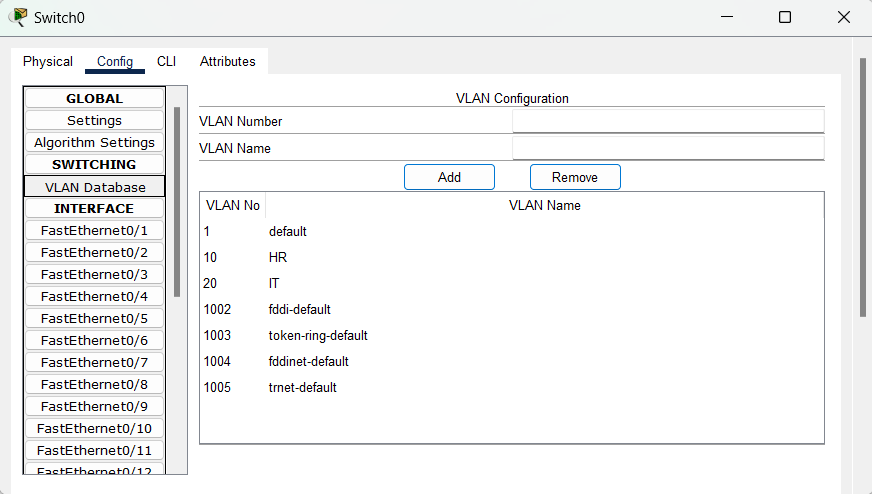 Switch0
Physical Config CLI Attributes
GLOBAL
Settings
Algorithm Settings
SWITCHING
VLAN Database
INTERFACE
FastEthernet0/1
FastEthernet0/2
FastEthernet0/3
FastEthernet0/4
FastEthernet0/5
FastEthernet0/6
FastEthernet0/7
FastEthernet0/8
FastEthernet0/9
FastEthernet0/10
FastEthernet0/11
FastEthernet0/12
VLAN Configuration
VLAN Number
VLAN Name
Add Remove
VLAN No VLAN Name
1 default
10 HR
20 IT
1002 fddi-default
1003 token-ring-default
1004 fddinet-default
1005 trnet-default